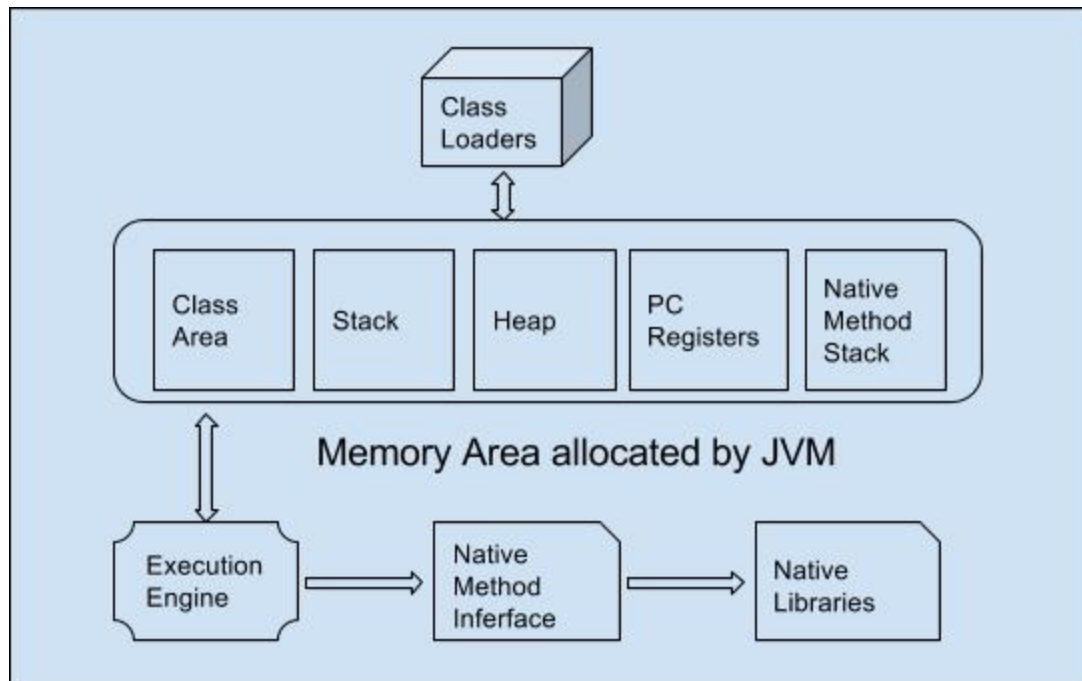 Class
Loaders
Class
Area
Stack
Heap
PC
Registers
Native
Method
Stack
Memory Area allocated by JVM
Execution
Engine
Native
Method
Inferface
Native
Libraries